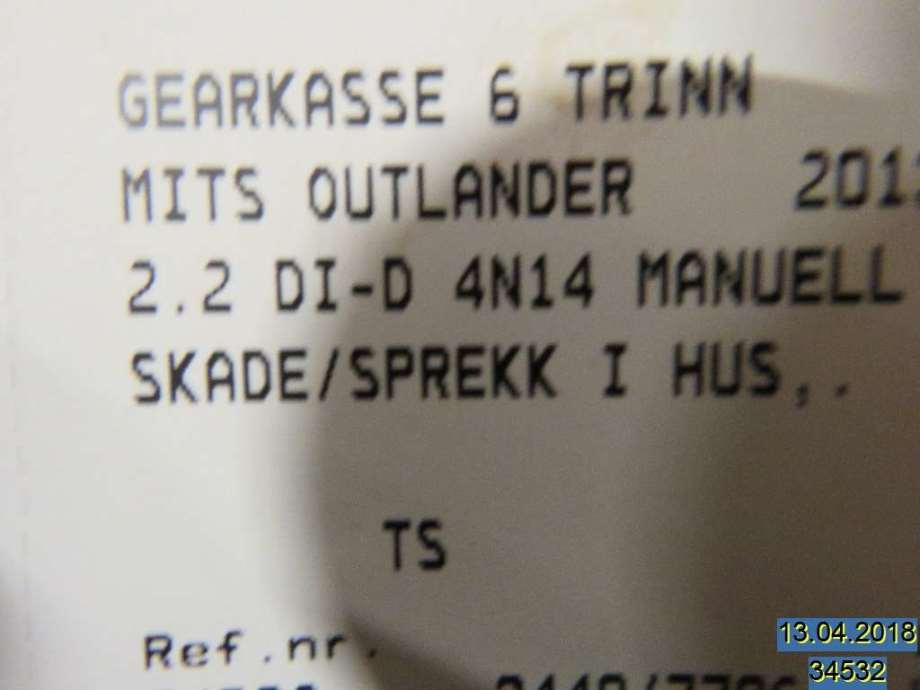 GEARKASSE 6 TRINN
MITS OUTLANDER
2.2 DI-D 4N14 MANUELL
SKADE/SPREKK I HUS,.
TS
Ref.nr.
13.04.2018
34532